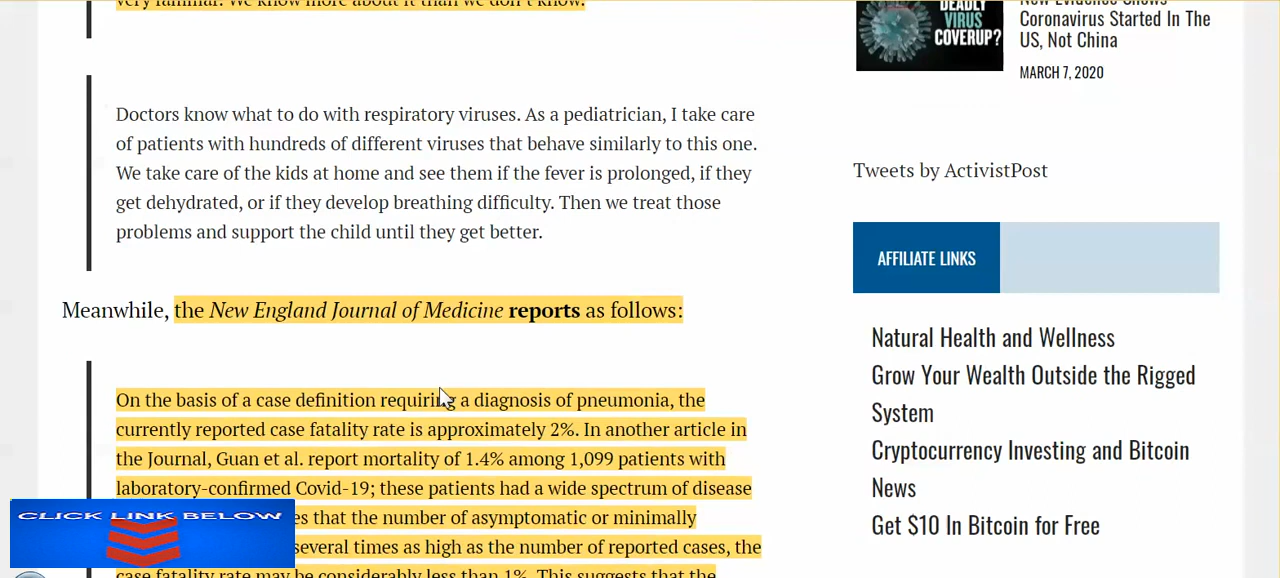 very familiar. We know more about it than we don't know.
Doctors know what to do with respiratory viruses. As a pediatrician, I take care
of patients with hundreds of different viruses that behave similarly to this one.
We take care of the kids at home and see them if the fever is prolonged, if they
get dehydrated, or if they develop breathing difficulty. Then we treat those
problems and support the child until they get better.
Meanwhile, the New England Journal of Medicine reports as follows:
On the basis of a case definition requiring a diagnosis of pneumonia, the
currently reported case fatality rate is approximately 2%. In another article in
the Journal, Guan et al. report mortality of 1.4% among 1,099 patients with
laboratory-confirmed Covid-19; these patients had a wide spectrum of disease
es that the number of asymptomatic or minimally
several times as high as the number of reported cases, the
case fatality rate may be considerably less than 1%. This suggests that the
CLICK LINK BELOW
DEADLY
VIRUS
COVERUP?
New Evidence Shows
Coronavirus Started In The
US, Not China
MARCH 7, 2020
Tweets by ActivistPost
AFFILIATE LINKS
Natural Health and Wellness
Grow Your Wealth Outside the Rigged
System
Cryptocurrency Investing and Bitcoin
News
Get $10 In Bitcoin for Free